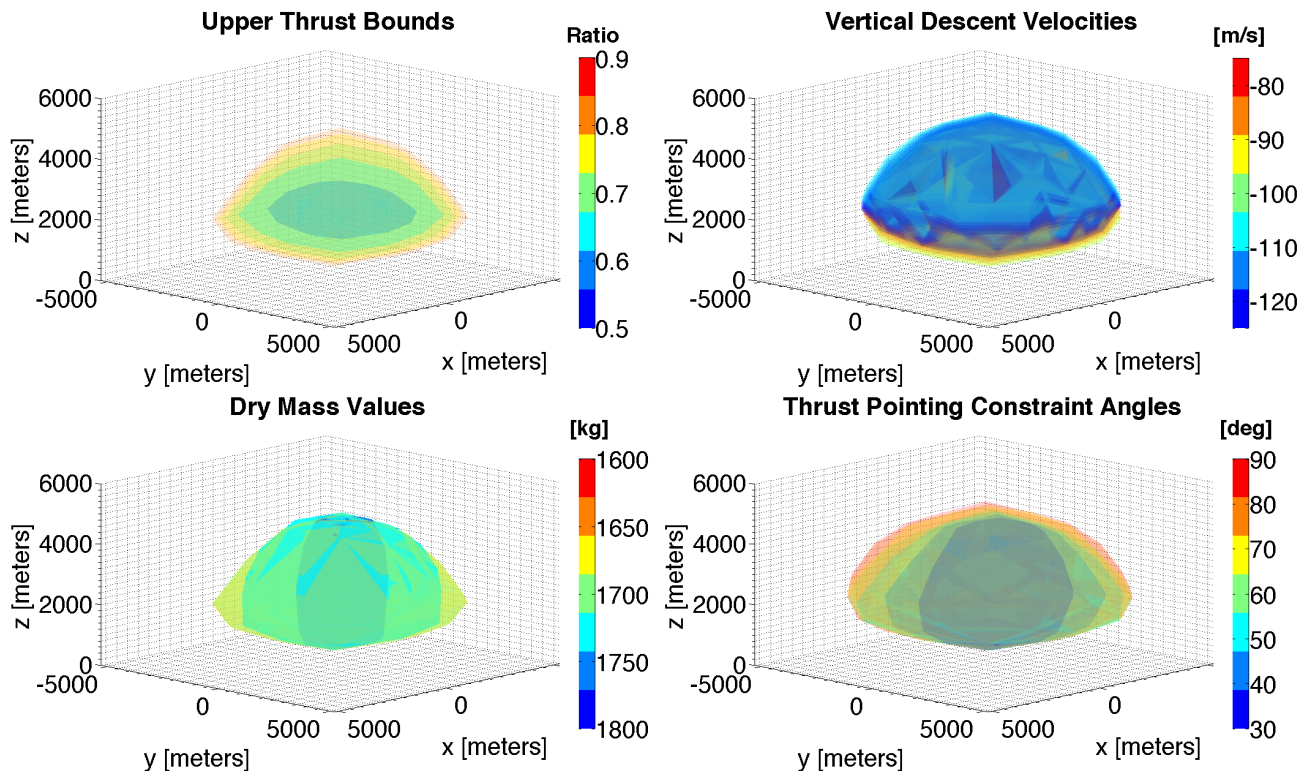 Upper Thrust Bounds
Ratio
0.9
0.8
0.7
0.6
0.5
6000
4000
2000
0
z [meters]
-5000
0
5000
y [meters]
5000
0
x [meters]
Vertical Descent Velocities
[m/s]
-80
-90
-100
-110
-120
6000
4000
2000
0
z [meters]
-5000
0
5000
y [meters]
5000
0
x [meters]
Dry Mass Values
[kg]
1600
1650
1700
1750
1800
6000
4000
2000
0
z [meters]
-5000
0
5000
y [meters]
5000
0
x [meters]
Thrust Pointing Constraint Angles
[deg]
90
80
70
60
50
40
30
6000
4000
2000
0
z [meters]
-5000
0
5000
y [meters]
5000
0
x [meters]